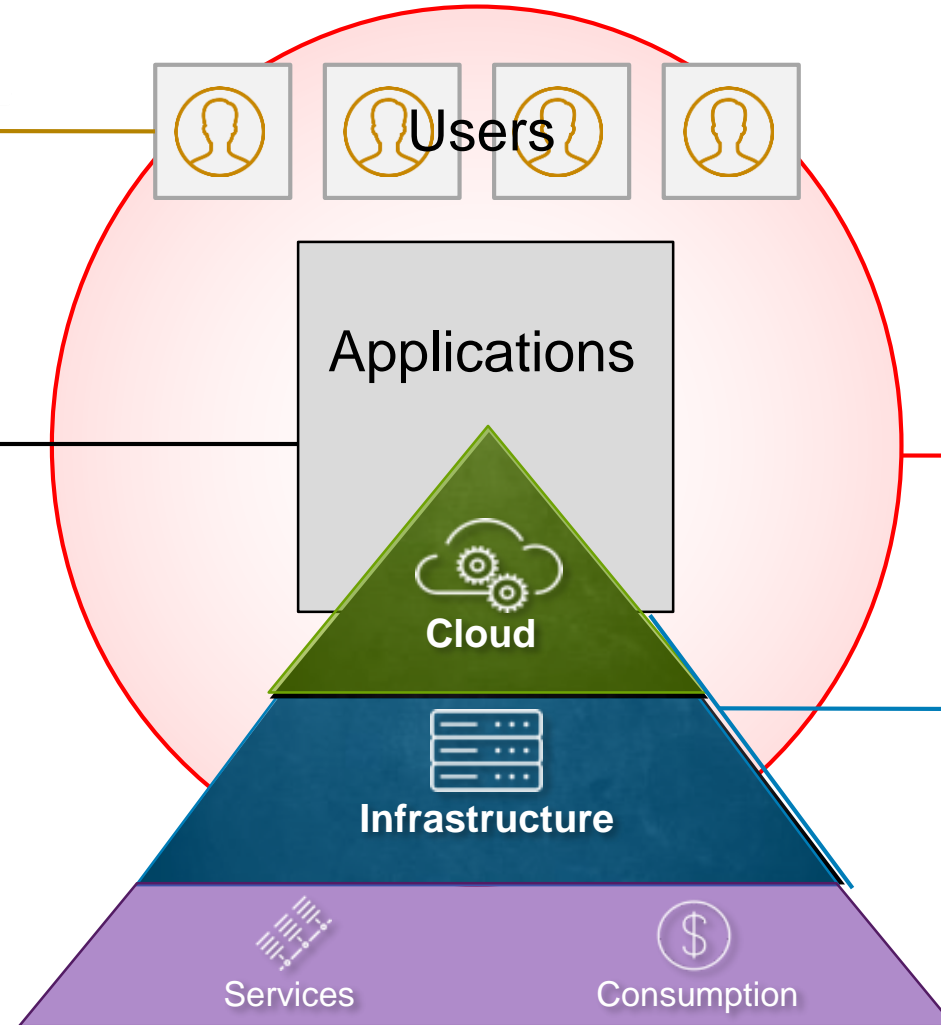 Users
Applications
Cloud
Infrastructure
Services
Consumption